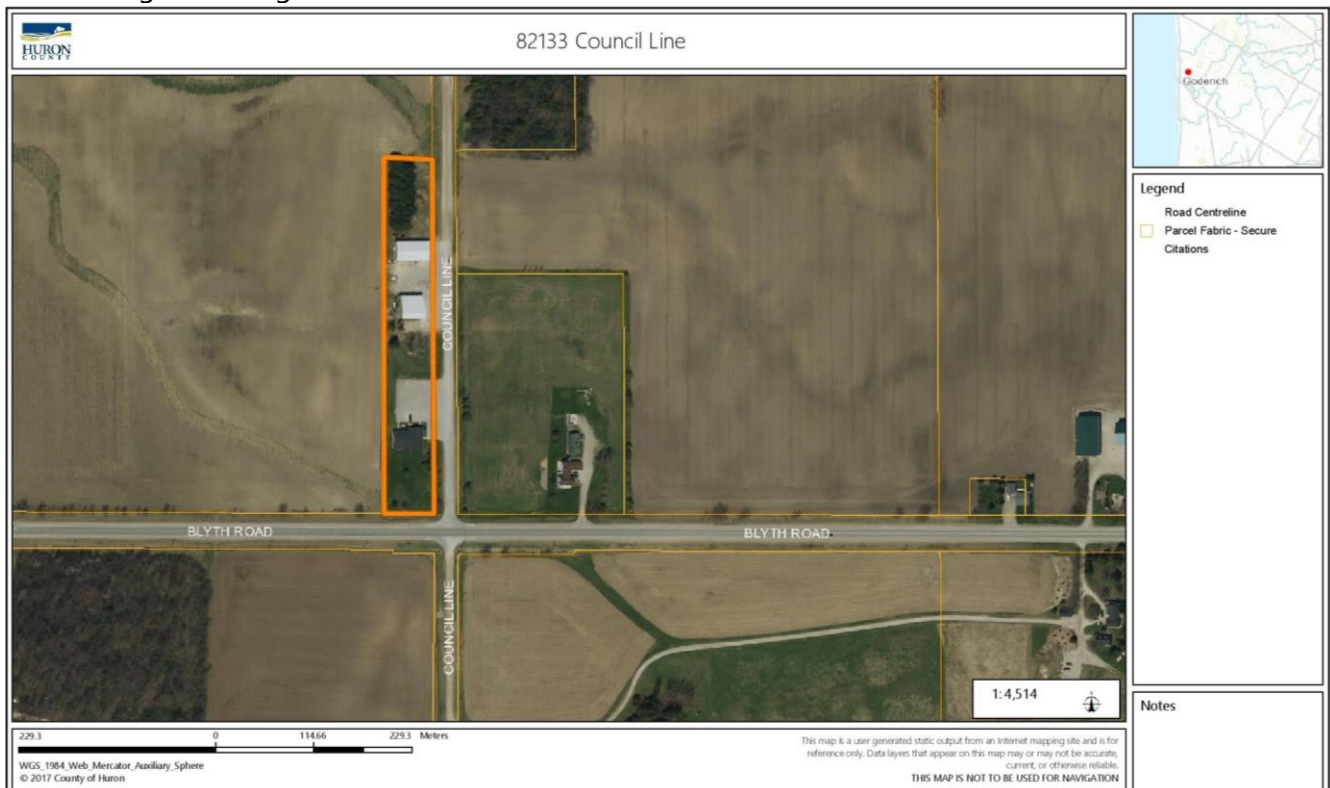 HURON
COUNTY
82133 Council Line
Goderich
COUNCIL LINE
BLYTH ROAD
BLYTH ROAD
COUNCIL LINE
1:4,514
Legend
Road Centreline
Parcel Fabric - Secure
Citations
Notes
229.3 0 114.66 229.3 Meters
WGS_1984_Web_Mercator_Auxiliary_Sphere
© 2017 County of Huron
This map is a user generated static output from an Internet mapping site and is for
reference only. Data layers that appear on this map may or may not be accurate,
current, or otherwise reliable.
THIS MAP IS NOT TO BE USED FOR NAVIGATION